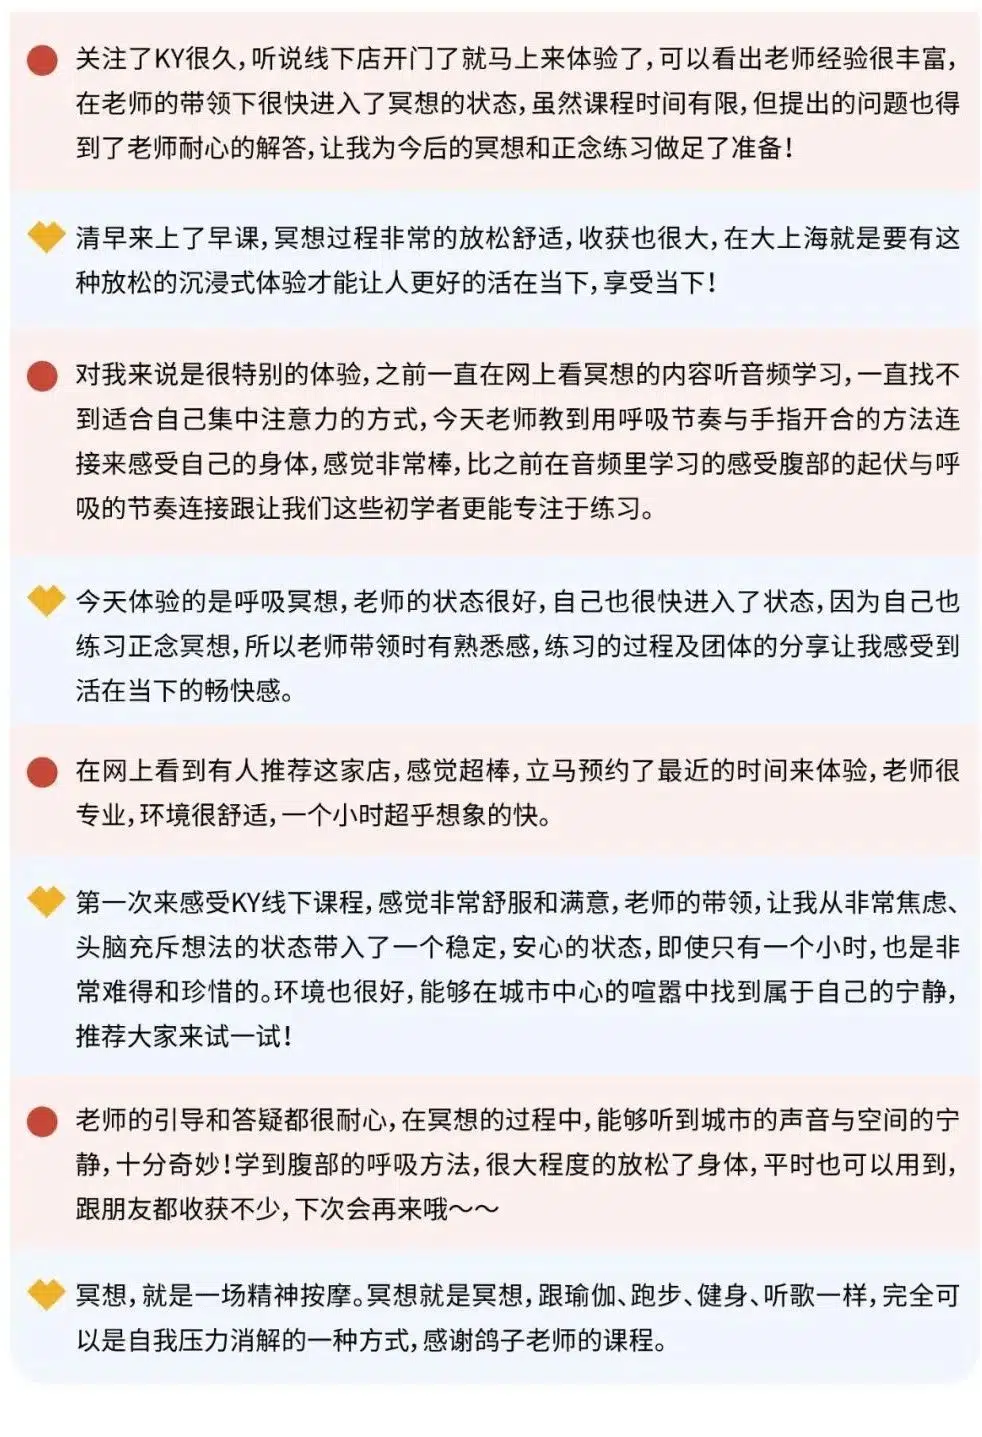 关注了KY很久，听说线下店开门了就马上来体验了，可以看出老师经验很丰富，
在老师的带领下很快进入了冥想的状态，虽然课程时间有限，但提出的问题也得
到了老师耐心的解答，让我为今后的冥想和正念练习做足了准备！
清早来上了早课，冥想过程非常的放松舒适，收获也很大，在大上海就是要有这
种放松的沉浸式体验才能让人更好的活在当下，享受当下！
对我来说是很特别的体验，之前一直在网上看冥想的内容听音频学习，一直找不
到适合自己集中注意力的方式，今天老师教到用呼吸节奏与手指开合的方法连
接来感受自己的身体，感觉非常棒，比之前在音频里学习的感受腹部的起伏与呼
吸的节奏连接跟让我们这些初学者更能专注于练习。
今天体验的是呼吸冥想，老师的状态很好，自己也很快进入了状态，因为自己也
练习正念冥想，所以老师带领时有熟悉感，练习的过程及团体的分享让我感受到
活在当下的畅快感。
在网上看到有人推荐这家店，感觉超棒，立马预约了最近的时间来体验，老师很
专业，环境很舒适，一个小时超乎想象的快。
第一次来感受KY线下课程，感觉非常舒服和满意，老师的带领，让我从非常焦虑、
头脑充斥想法的状态带入了一个稳定，安心的状态，即使只有一个小时，也是非
常难得和珍惜的。环境也很好，能够在城市中心的喧嚣中找到属于自己的宁静，
推荐大家来试一试！
老师的引导和答疑都很耐心，在冥想的过程中，能够听到城市的声音与空间的宁
静，十分奇妙！学到腹部的呼吸方法，很大程度的放松了身体，平时也可以用到，
跟朋友都收获不少，下次会再来哦～～
冥想，就是一场精神按摩。冥想就是冥想，跟瑜伽、跑步、健身、听歌一样，完全可
以是自我压力消解的一种方式，感谢鸽子老师的课程。